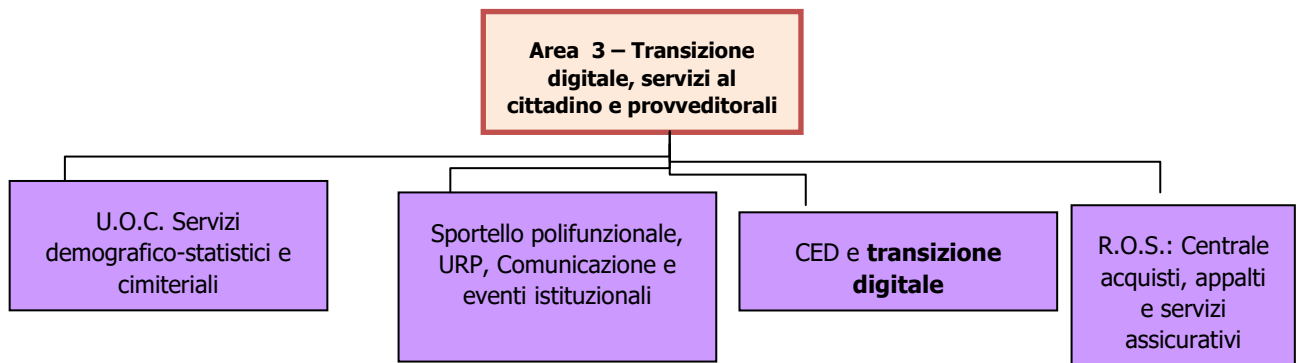 Area 3 – Transizione
digitale, servizi al
cittadino e provveditorali
U.O.C. Servizi
demografico-statistici e
cimiteriali
Sportello polifunzionale,
URP, Comunicazione e
eventi istituzionali
CED e transizione
digitale
R.O.S.: Centrale
acquisti, appalti
e servizi
assicurativi